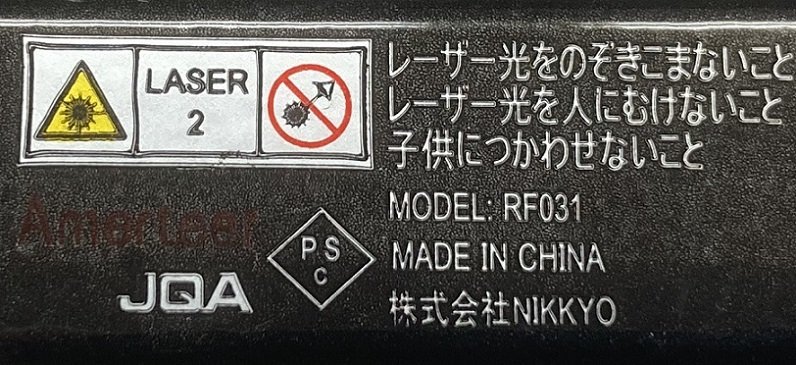 LASER
2
レーザー光をのぞきこまないこと
レーザー光を人にむけないこと
子供につかわせないこと
Amerteer
MODEL: RF031
PS
C
MADE IN CHINA
JQA
株式会社NIKKYO